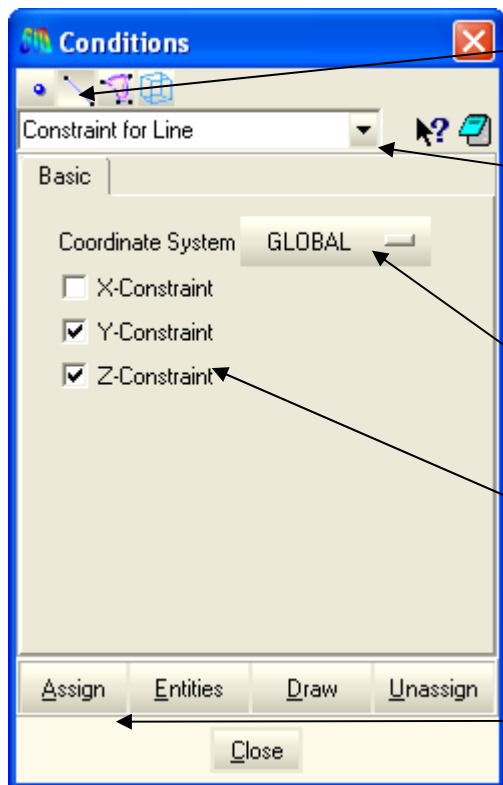 Conditions
Constraint for Line
Basic
Coordinate System GLOBAL
X-Constraint
Y-Constraint
Z-Constraint
Assign Entities Draw Unassign
Close